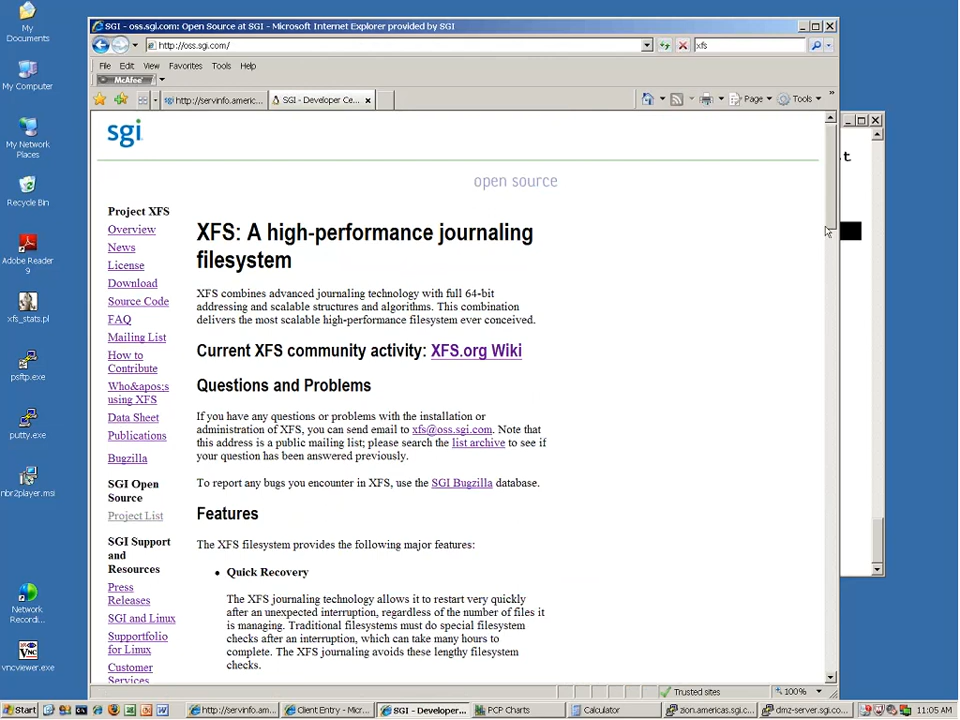 My Documents
My Computer
My Network Places
Recycle Bin
Adobe Reader 9
xfs_stats.pl
psftp.exe
putty.exe
nbr2player.msi
Network Recordi...
vncviewer.exe
SGI - oss.sgi.com: Open Source at SGI - Microsoft Internet Explorer provided by SGI
http://oss.sgi.com/
xfs
File Edit View Favorites Tools Help
McAfee
http://servinfo.americ...
SGI - Developer Ce...
Page Tools
sgi
open source
Project XFS
Overview
News
License
Download
Source Code
FAQ
Mailing List
How to
Contribute
Who&apos;s
using XFS
Data Sheet
Publications
Bugzilla
SGI Open
Source
Project List
SGI Support
and
Resources
Press
Releases
SGI and Linux
Supportfolio
for Linux
Customer
Services
XFS: A high-performance journaling
filesystem
XFS combines advanced journaling technology with full 64-bit
addressing and scalable structures and algorithms. This combination
delivers the most scalable high-performance filesystem ever conceived.
Current XFS community activity: XFS.org Wiki
Questions and Problems
If you have any questions or problems with the installation or
administration of XFS, you can send email to xfs@oss.sgi.com. Note that
this address is a public mailing list; please search the list archive to see if
your question has been answered previously.
To report any bugs you encounter in XFS, use the SGI Bugzilla database.
Features
The XFS filesystem provides the following major features:
• Quick Recovery
The XFS journaling technology allows it to restart very quickly
after an unexpected interruption, regardless of the number of files it
is managing. Traditional filesystems must do special filesystem
checks after an interruption, which can take many hours to
complete. The XFS journaling avoids these lengthy filesystem
checks.
t
Trusted sites
100%
Start
http://servinfo.am...
Client Entry - Micr...
SGI - Developer...
PCP Charts
Calculator
zion.americas.sgi.c...
dmz-server.sgi.co...
11:05 AM